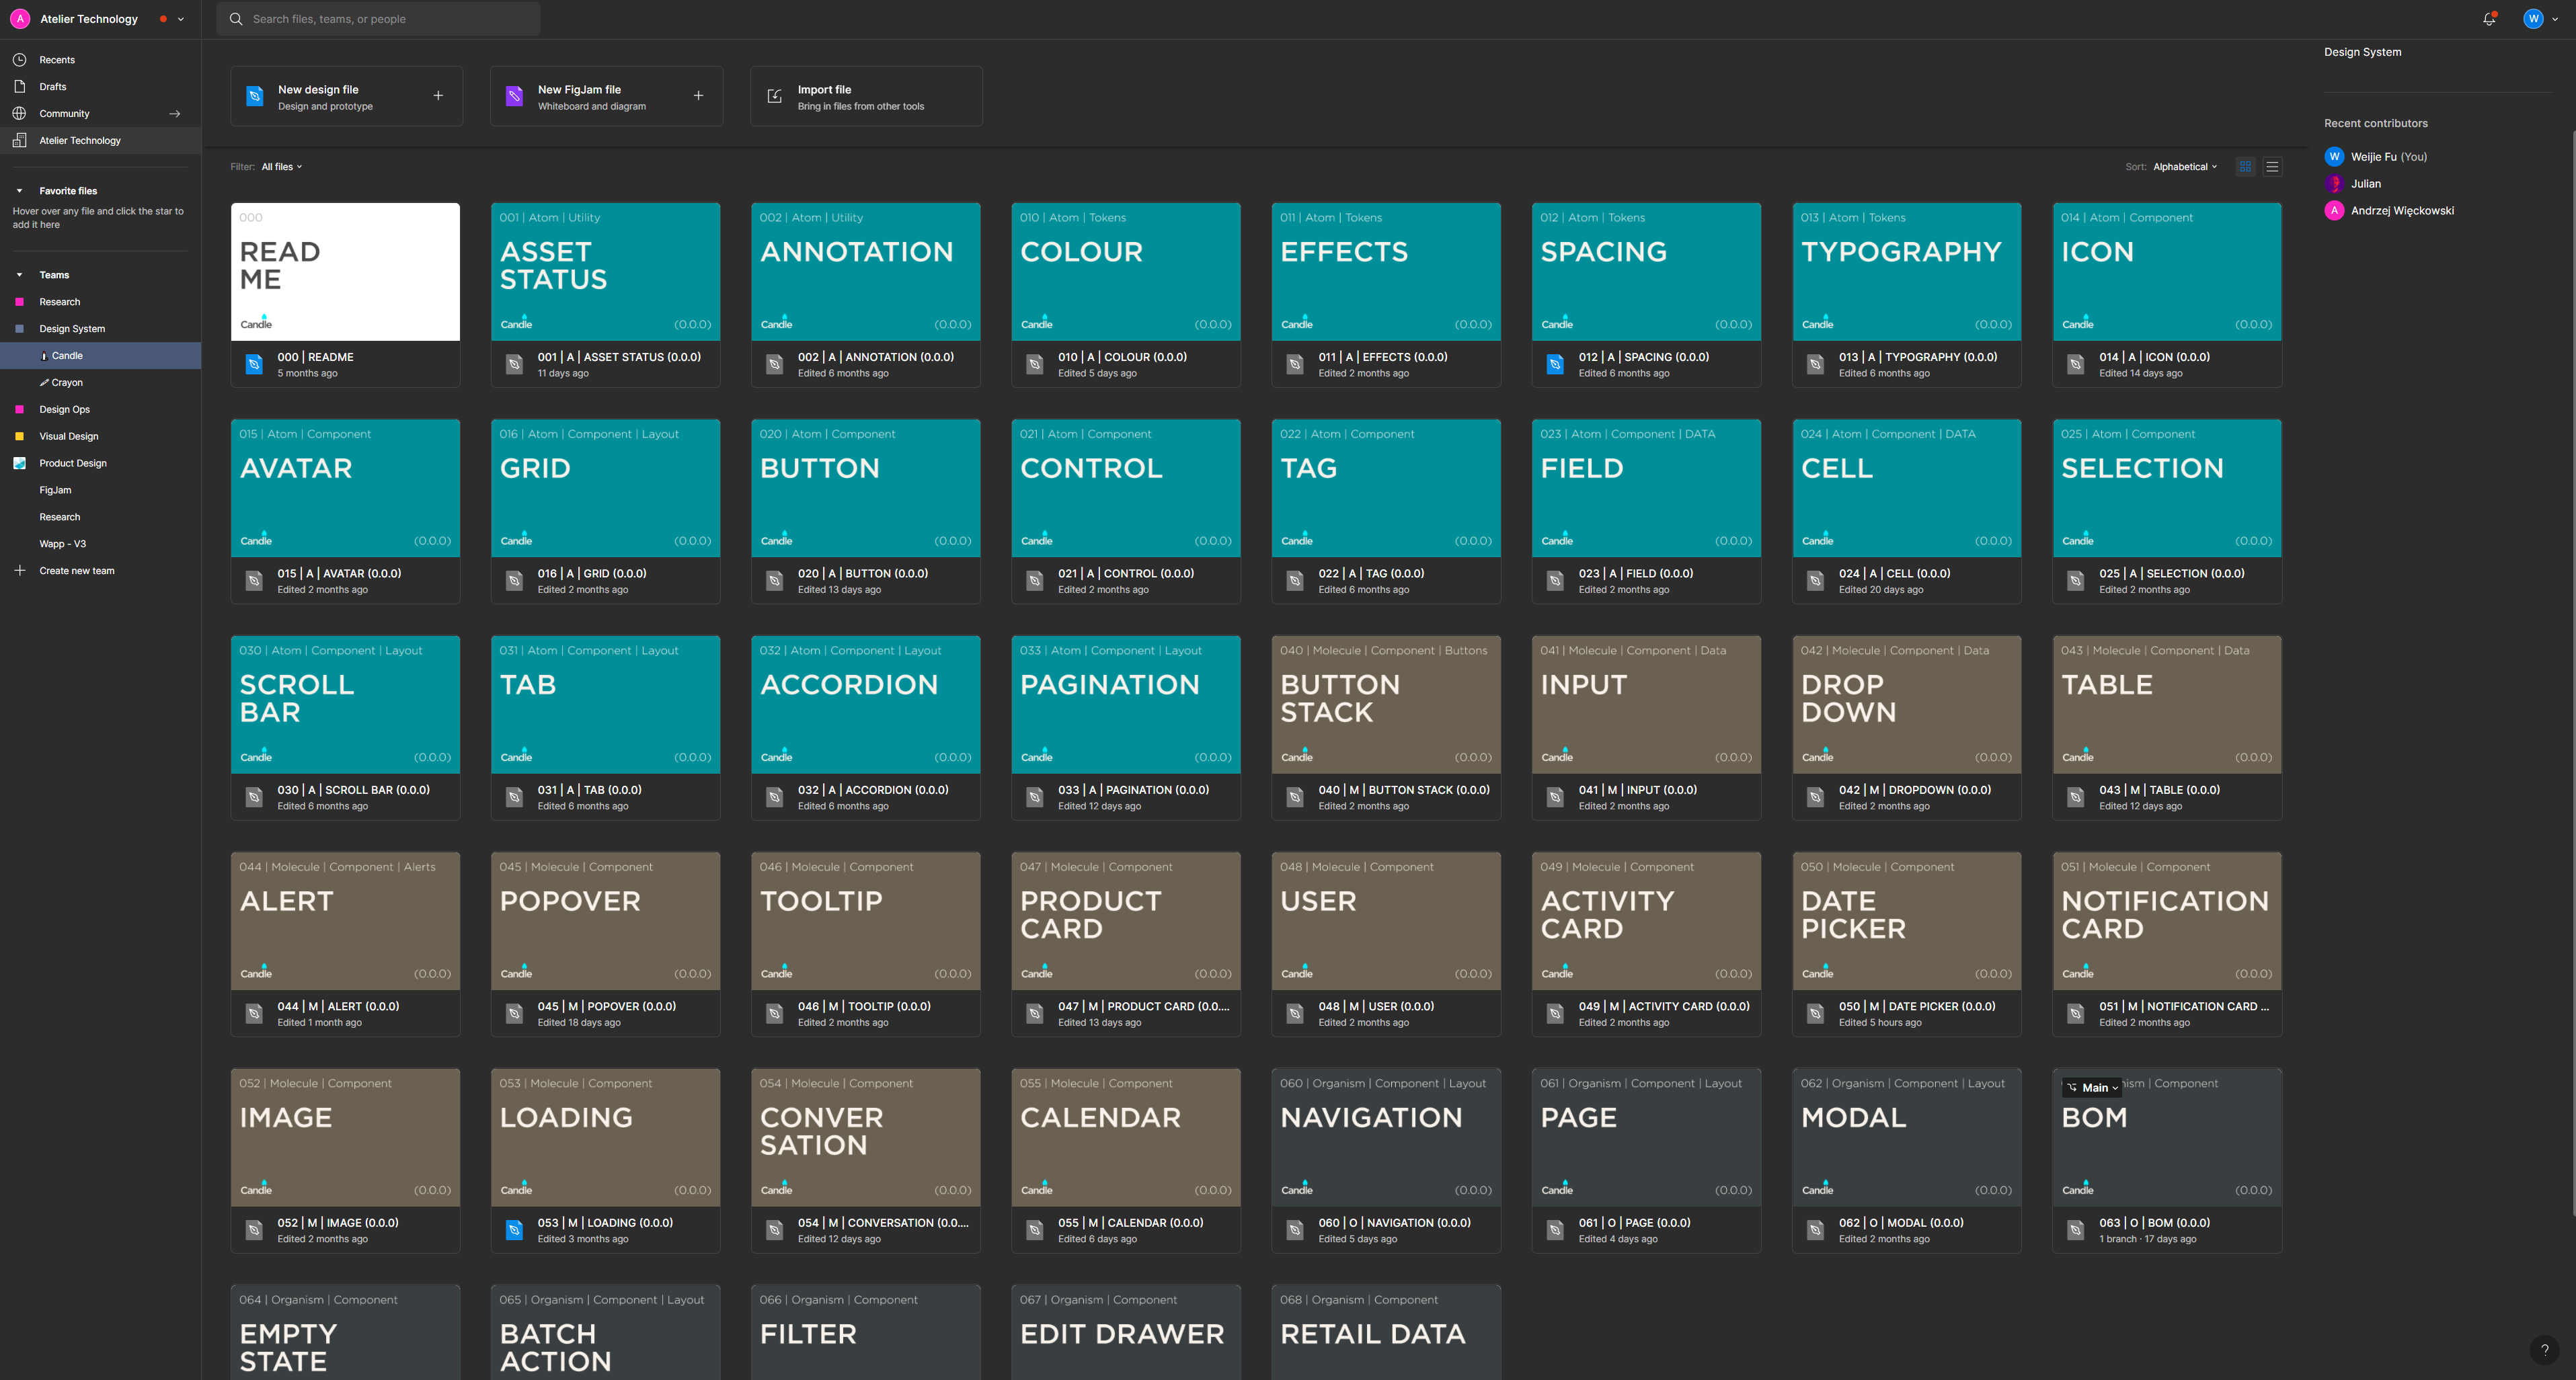 A Atelier Technology
Search files, teams, or people
W
Recents
Drafts
Community
Atelier Technology
Favorite files
Hover over any file and click the star to
add it here
Teams
Research
Design System
Candle
Crayon
Design Ops
Visual Design
Product Design
FigJam
Research
Wapp - V3
Create new team
New design file
Design and prototype
New FigJam file
Whiteboard and diagram
Import file
Bring in files from other tools
Filter: All files
Sort: Alphabetical
000
READ
ME
Candle
000 | README
5 months ago
001 | Atom | Utility
ASSET
STATUS
Candle (0.0.0)
001 | A | ASSET STATUS (0.0.0)
11 days ago
002 | Atom | Utility
ANNOTATION
Candle (0.0.0)
002 | A | ANNOTATION (0.0.0)
Edited 6 months ago
010 | Atom | Tokens
COLOUR
Candle (0.0.0)
010 | A | COLOUR (0.0.0)
Edited 5 days ago
011 | Atom | Tokens
EFFECTS
Candle (0.0.0)
011 | A | EFFECTS (0.0.0)
Edited 2 months ago
012 | Atom | Tokens
SPACING
Candle (0.0.0)
012 | A | SPACING (0.0.0)
Edited 6 months ago
013 | Atom | Tokens
TYPOGRAPHY
Candle (0.0.0)
013 | A | TYPOGRAPHY (0.0.0)
Edited 6 months ago
014 | Atom | Component
ICON
Candle (0.0.0)
014 | A | ICON (0.0.0)
Edited 14 days ago
015 | Atom | Component
AVATAR
Candle (0.0.0)
015 | A | AVATAR (0.0.0)
Edited 2 months ago
016 | Atom | Component | Layout
GRID
Candle (0.0.0)
016 | A | GRID (0.0.0)
Edited 2 months ago
020 | Atom | Component
BUTTON
Candle (0.0.0)
020 | A | BUTTON (0.0.0)
Edited 13 days ago
021 | Atom | Component
CONTROL
Candle (0.0.0)
021 | A | CONTROL (0.0.0)
Edited 2 months ago
022 | Atom | Component
TAG
Candle (0.0.0)
022 | A | TAG (0.0.0)
Edited 6 months ago
023 | Atom | Component | DATA
FIELD
Candle (0.0.0)
023 | A | FIELD (0.0.0)
Edited 2 months ago
024 | Atom | Component | DATA
CELL
Candle (0.0.0)
024 | A | CELL (0.0.0)
Edited 20 days ago
025 | Atom | Component
SELECTION
Candle (0.0.0)
025 | A | SELECTION (0.0.0)
Edited 2 months ago
030 | Atom | Component | Layout
SCROLL
BAR
Candle (0.0.0)
030 | A | SCROLL BAR (0.0.0)
Edited 6 months ago
031 | Atom | Component | Layout
TAB
Candle (0.0.0)
031 | A | TAB (0.0.0)
Edited 6 months ago
032 | Atom | Component | Layout
ACCORDION
Candle (0.0.0)
032 | A | ACCORDION (0.0.0)
Edited 6 months ago
033 | Atom | Component | Layout
PAGINATION
Candle (0.0.0)
033 | A | PAGINATION (0.0.0)
Edited 12 days ago
040 | Molecule | Component | Buttons
BUTTON
STACK
Candle (0.0.0)
040 | M | BUTTON STACK (0.0.0)
Edited 2 months ago
041 | Molecule | Component | Data
INPUT
Candle (0.0.0)
041 | M | INPUT (0.0.0)
Edited 2 months ago
042 | Molecule | Component | Data
DROP
DOWN
Candle (0.0.0)
042 | M | DROPDOWN (0.0.0)
Edited 2 months ago
043 | Molecule | Component | Data
TABLE
Candle (0.0.0)
043 | M | TABLE (0.0.0)
Edited 12 days ago
044 | Molecule | Component | Alerts
ALERT
Candle (0.0.0)
044 | M | ALERT (0.0.0)
Edited 1 month ago
045 | Molecule | Component
POPOVER
Candle (0.0.0)
045 | M | POPOVER (0.0.0)
Edited 18 days ago
046 | Molecule | Component
TOOLTIP
Candle (0.0.0)
046 | M | TOOLTIP (0.0.0)
Edited 2 months ago
047 | Molecule | Component
PRODUCT
CARD
Candle (0.0.0)
047 | M | PRODUCT CARD (0.0....
Edited 13 days ago
048 | Molecule | Component
USER
Candle (0.0.0)
048 | M | USER (0.0.0)
Edited 2 months ago
049 | Molecule | Component
ACTIVITY
CARD
Candle (0.0.0)
049 | M | ACTIVITY CARD (0.0.0)
Edited 2 months ago
050 | Molecule | Component
DATE
PICKER
Candle (0.0.0)
050 | M | DATE PICKER (0.0.0)
Edited 5 hours ago
051 | Molecule | Component
NOTIFICATION
CARD
Candle (0.0.0)
051 | M | NOTIFICATION CARD ...
Edited 2 months ago
052 | Molecule | Component
IMAGE
Candle (0.0.0)
052 | M | IMAGE (0.0.0)
Edited 2 months ago
053 | Molecule | Component
LOADING
Candle (0.0.0)
053 | M | LOADING (0.0.0)
Edited 3 months ago
054 | Molecule | Component
CONVER
SATION
Candle (0.0.0)
054 | M | CONVERSATION (0.0....
Edited 12 days ago
055 | Molecule | Component
CALENDAR
Candle (0.0.0)
055 | M | CALENDAR (0.0.0)
Edited 6 days ago
060 | Organism | Component | Layout
NAVIGATION
Candle (0.0.0)
060 | O | NAVIGATION (0.0.0)
Edited 5 days ago
061 | Organism | Component | Layout
PAGE
Candle (0.0.0)
061 | O | PAGE (0.0.0)
Edited 4 days ago
062 | Organism | Component | Layout
MODAL
Candle (0.0.0)
062 | O | MODAL (0.0.0)
Edited 2 months ago
Main ism | Component
BOM
Candle (0.0.0)
063 | O | BOM (0.0.0)
1 branch · 17 days ago
064 | Organism | Component
EMPTY
STATE
065 | Organism | Component | Layout
BATCH
ACTION
066 | Organism | Component
FILTER
067 | Organism | Component
EDIT DRAWER
068 | Organism | Component
RETAIL DATA
Design System
Recent contributors
W Weijie Fu (You)
Julian
A Andrzej Więckowski
?